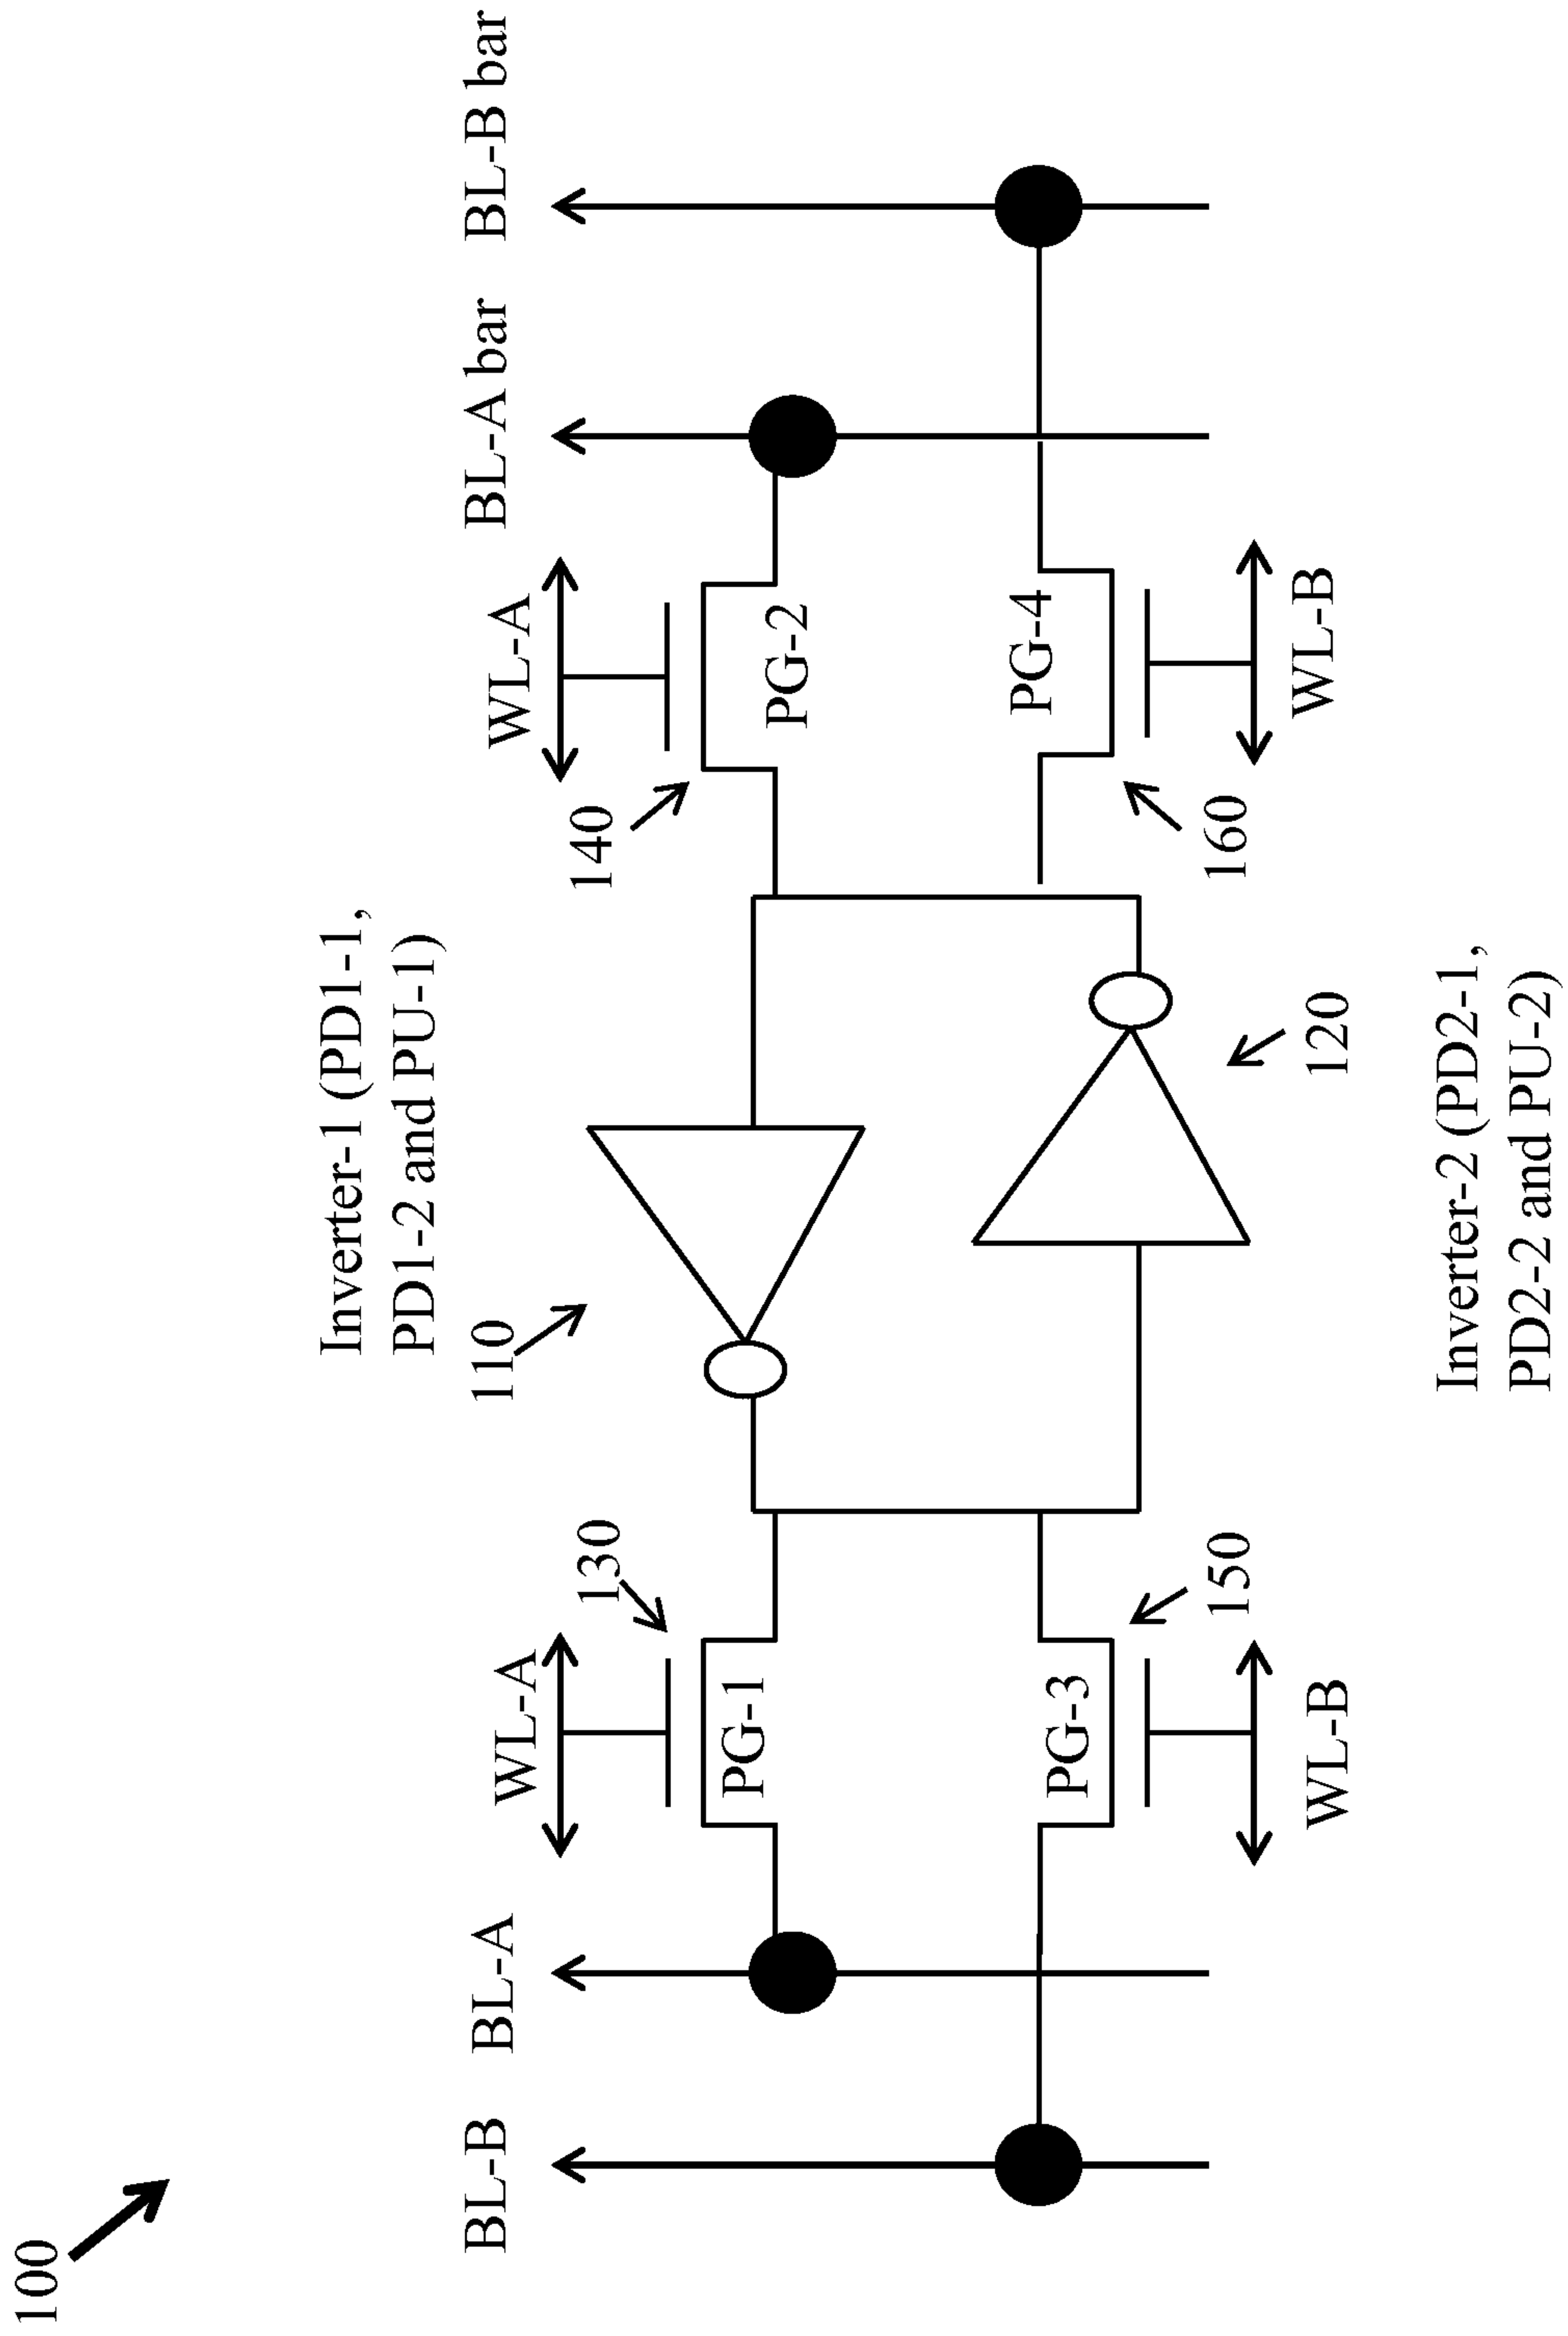 100
Inverter-1 (PD1-1,
PD1-2 and PU-1)
BL-B
BL-A
WL-A
130
110
140
WL-A
BL-A bar
BL-B bar
PG-1
PG-2
PG-3
PG-4
WL-B
150
120
160
WL-B
Inverter-2 (PD2-1,
PD2-2 and PU-2)